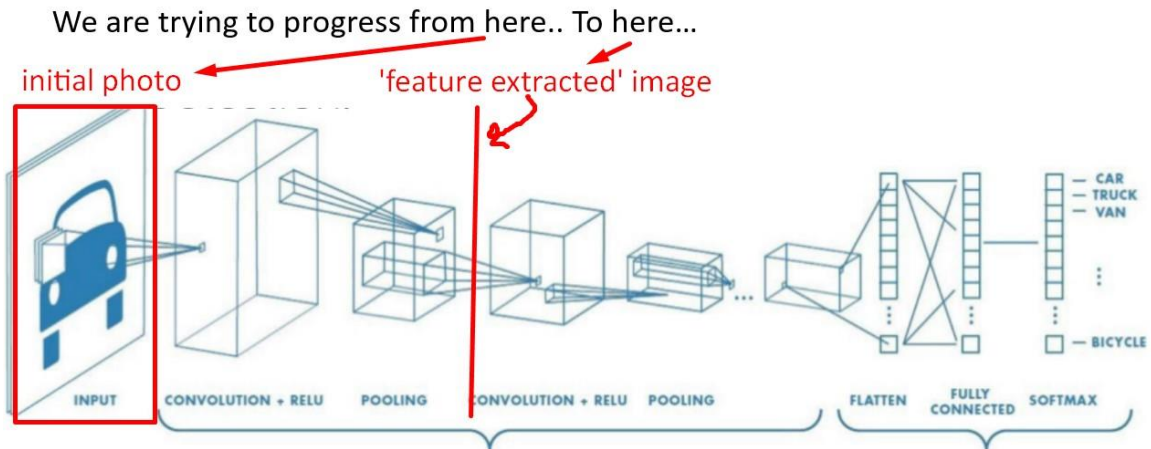 We are trying to progress from here.. To here...
initial photo
'feature extracted' image
CAR
TRUCK
VAN
BICYCLE
INPUT
CONVOLUTION + RELU
POOLING
CONVOLUTION + RELU
POOLING
FLATTEN
FULLY
CONNECTED
SOFTMAX